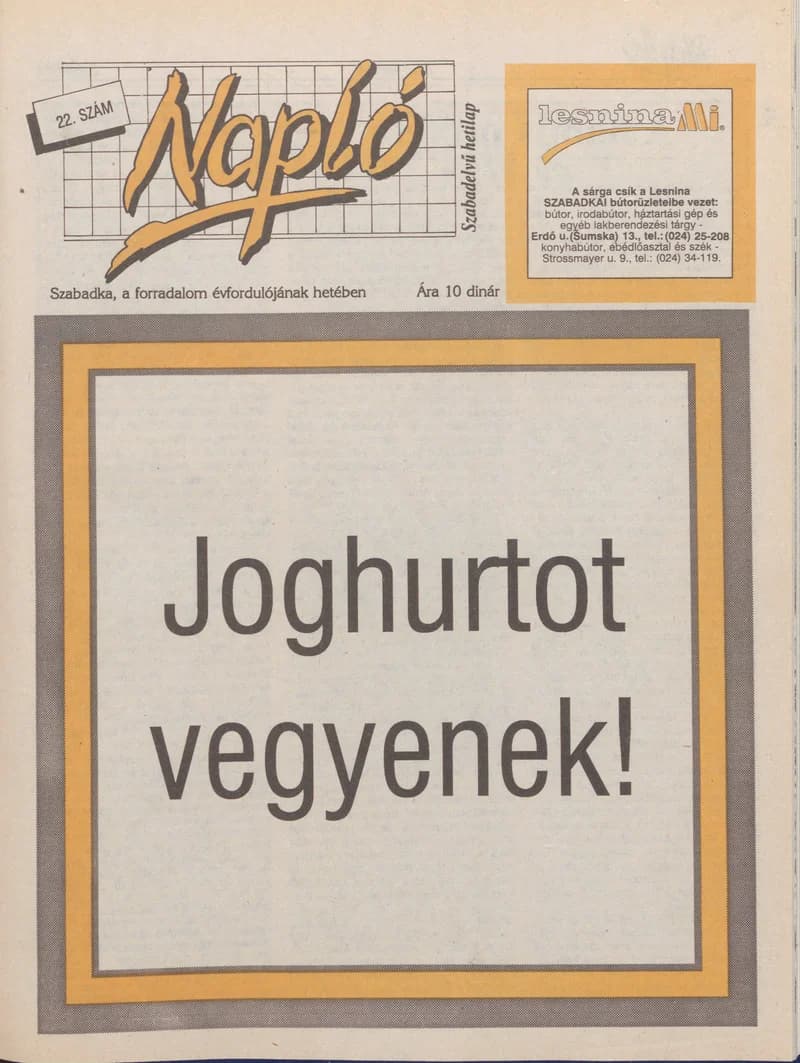 22. SZÁM
Napló
Szabadelvű hetilap
lesnina Mi
A sárga csík a Lesnina
SZABADKAI bútorüzleteibe vezet:
bútor, irodabútor, háztartási gép és
egyéb lakberendezési tárgy -
Erdő u.(Šumska) 13., tel.:(024) 25-208
konyhabútor, ebédlőasztal és szék -
Strossmayer u. 9., tel.: (024) 34-119.
Szabadka, a forradalom évfordulójának hetében
Ára 10 dinár
Joghurtot
vegyenek!